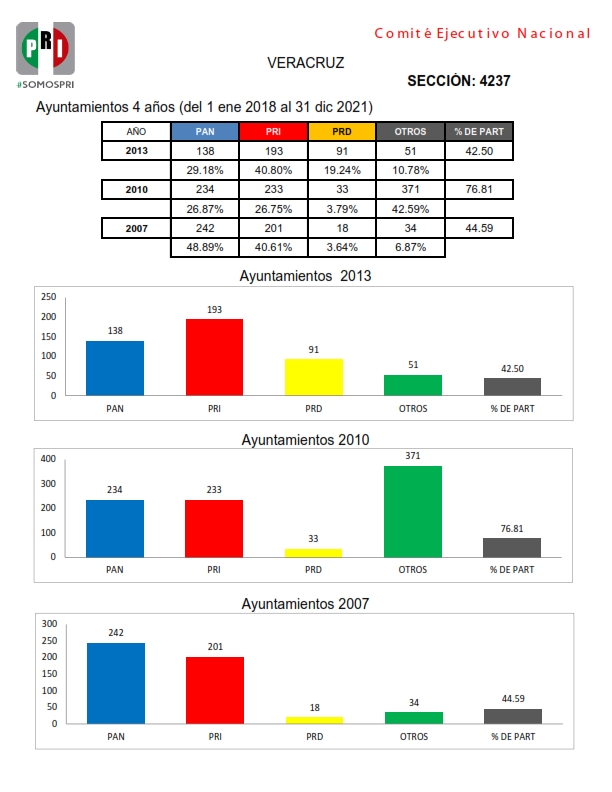 Comité Ejecutivo Nacional
PRI
#SOMOSPRI
VERACRUZ
SECCIÓN: 4237
Ayuntamientos 4 años (del 1 ene 2018 al 31 dic 2021)
AÑO PAN PRI PRD OTROS % DE PART
2013 138 193 91 51 42.50
29.18% 40.80% 19.24% 10.78%
2010 234 233 33 371 76.81
26.87% 26.75% 3.79% 42.59%
2007 242 201 18 34 44.59
48.89% 40.61% 3.64% 6.87%
Ayuntamientos 2013
250
200
150
100
50
0
138 193 91 51 42.50
PAN PRI PRD OTROS % DE PART
Ayuntamientos 2010
400
300
200
100
0
234 233 33 371 76.81
PAN PRI PRD OTROS % DE PART
Ayuntamientos 2007
300
250
200
150
100
50
0
242 201 18 34 44.59
PAN PRI PRD OTROS % DE PART